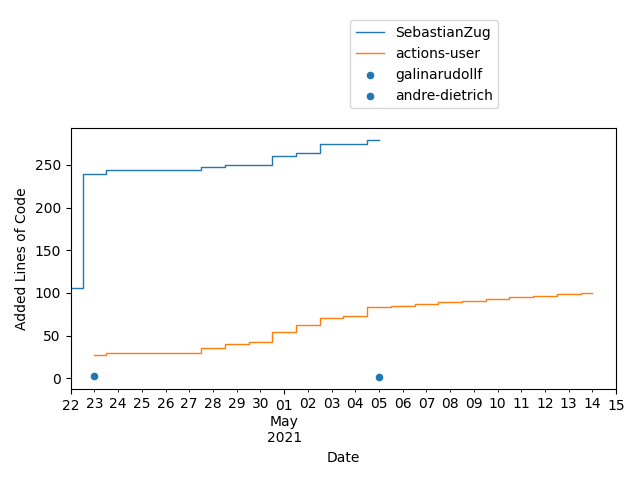 SebastianZug
actions-user
galinarudollf
andre-dietrich
Added Lines of Code
250
200
150
100
50
0
22 23 24 25 26 27 28 29 30 01 02 03 04 05 06 07 08 09 10 11 12 13 14 15
May
2021
Date